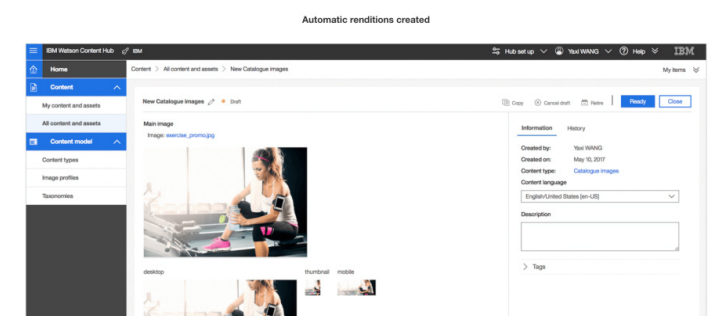 Automatic renditions created
IBM Watson Content Hub IBM Hub set up Yaxi WANG Help IBM
Home Content > All content and assets > New Catalogue images My items
Content
My content and assets
All content and assets
Content model
Content types
Image profiles
Taxonomies
New Catalogue images Draft Copy Cancel draft Retire Ready Close
Main image
Image: exercise_promo.jpg
desktop thumbnail mobile
Information History
Created by: Yaxi WANG
Created on: May 10, 2017
Content type: Catalogue images
Content language
English/United States [en-US]
Description
> Tags